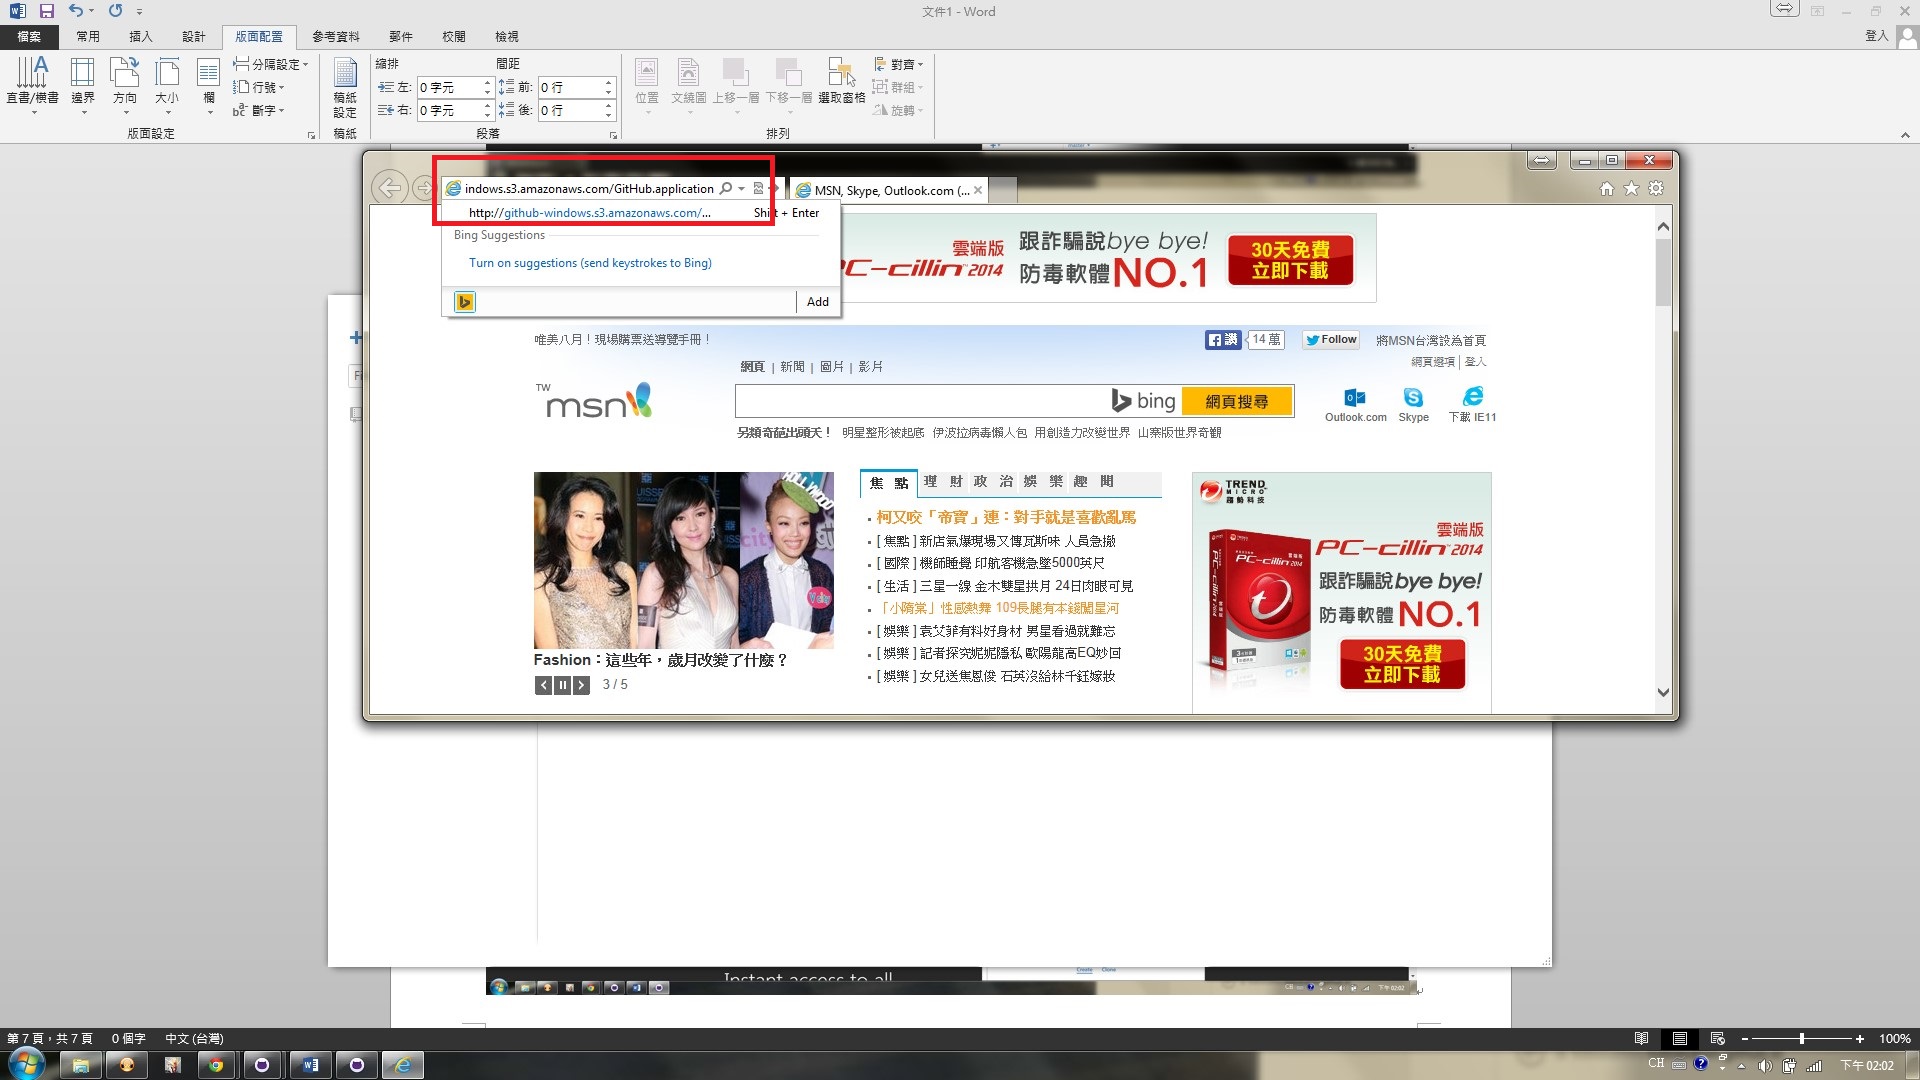 文件1 - Word
檔案 常用 插入 設計 版面配置 參考資料 郵件 校閱 檢視 登入
直書/橫書 邊界 方向 大小 欄 分隔設定 行號 斷字
版面設定
稿紙 設定
稿紙
縮排 間距
左: 0 字元 前: 0 行
右: 0 字元 後: 0 行
段落
位置 文繞圖 上移一層 下移一層 選取窗格 對齊 群組 旋轉
排列
indows.s3.amazonaws.com/GitHub.application
MSN, Skype, Outlook.com (...
http://github-windows.s3.amazonaws.com/... Shift + Enter
Bing Suggestions
Turn on suggestions (send keystrokes to Bing)
Add
雲端版
PC-cillin 2014
跟詐騙說bye bye!
防毒軟體NO.1
30天免費
立即下載
唯美八月！現場購票送導覽手冊！
讚 14 萬 Follow 將MSN台灣設為首頁
網頁選項 | 登入
網頁 | 新聞 | 圖片 | 影片
TW
msn
bing 網頁搜尋
Outlook.com Skype 下載 IE11
另類奇葩出頭天！ 明星整形被起底 伊波拉病毒懶人包 用創造力改變世界 山寨版世界奇觀
焦點 理財 政治 娛樂 趣聞
柯又咬「帝寶」連：對手就是喜歡亂罵
[ 焦點 ] 新店氣爆現場又傳瓦斯味 人員急撤
[ 國際 ] 機師睡覺 印航客機急墜5000英尺
[ 生活 ] 三星一線 金木雙星拱月 24日肉眼可見
「小隋棠」性感熱舞 109長腿有本錢闖星河
[ 娛樂 ] 袁艾菲有料好身材 男星看過就難忘
[ 娛樂 ] 記者探究妮妮隱私 歐陽龍高EQ妙回
[ 娛樂 ] 女兒送焦恩俊 石英沒給林千鈺嫁妝
Fashion：這些年，歲月改變了什麼？
3 / 5
TREND MICRO
趨勢科技
雲端版
PC-cillin 2014
跟詐騙說bye bye!
防毒軟體NO.1
30天免費
立即下載
Instant access to all
Create Clone
下午 02:02
第 7 頁，共 7 頁 0 個字 中文 (台灣) 100%
CH 下午 02:02